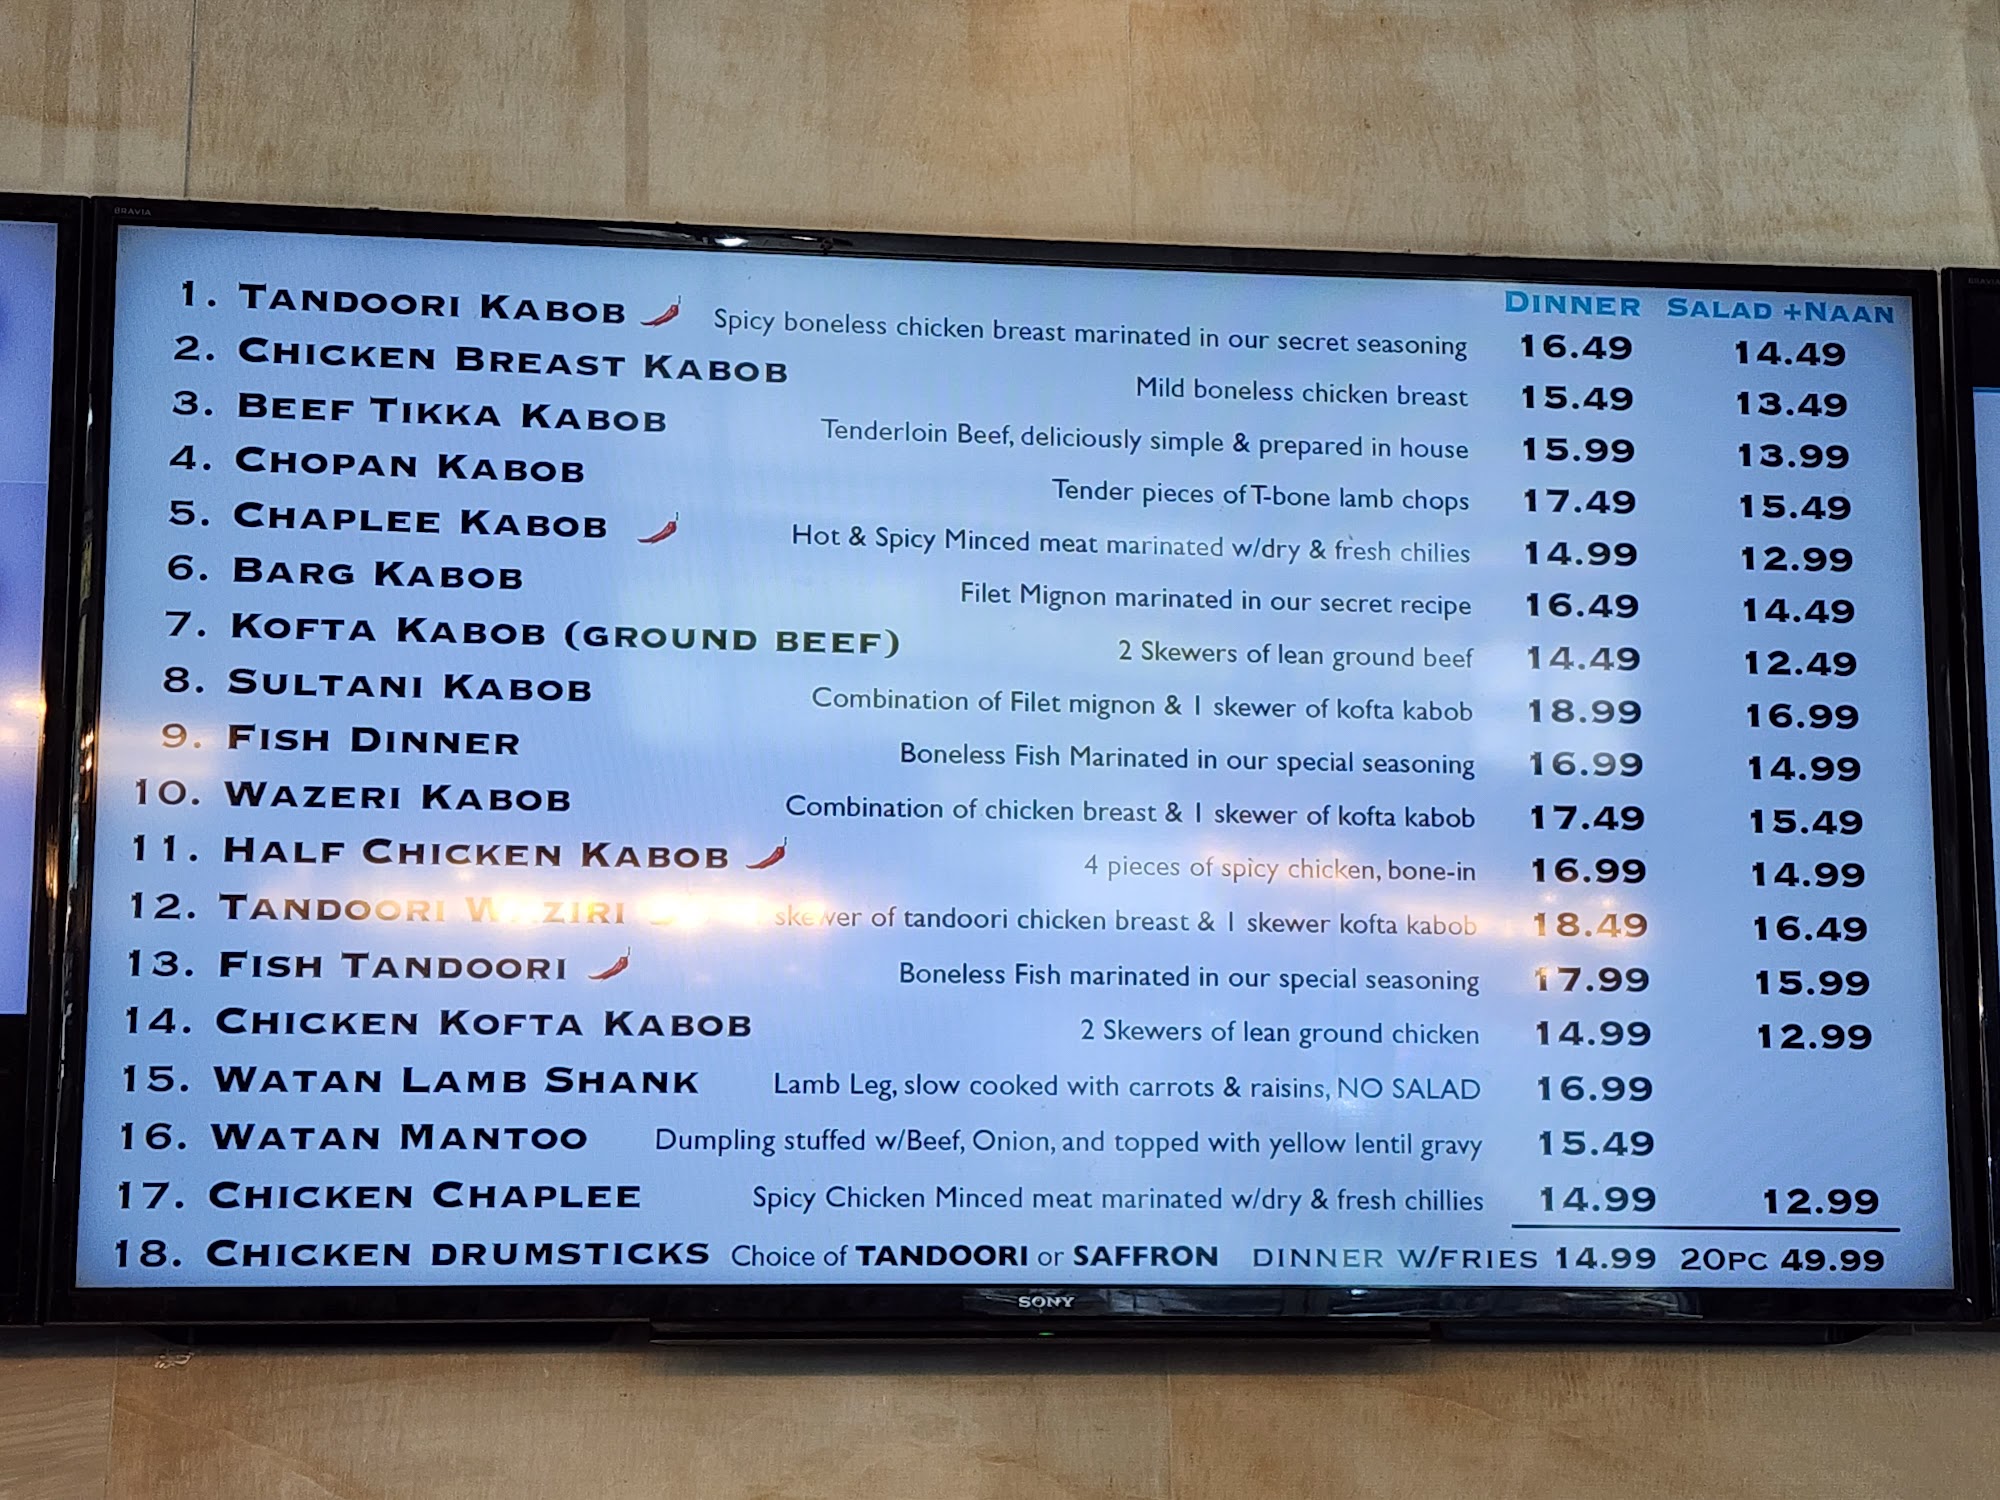 BRAVIA
DINNER SALAD +NAAN
1. TANDOORI KABOB Spicy boneless chicken breast marinated in our secret seasoning 16.49 14.49
2. CHICKEN BREAST KABOB Mild boneless chicken breast 15.49 13.49
3. BEEF TIKKA KABOB Tenderloin Beef, deliciously simple & prepared in house 15.99 13.99
4. CHOPAN KABOB Tender pieces of T-bone lamb chops 17.49 15.49
5. CHAPLEE KABOB Hot & Spicy Minced meat marinated w/dry & fresh chilies 14.99 12.99
6. BARG KABOB Filet Mignon marinated in our secret recipe 16.49 14.49
7. KOFTA KABOB (GROUND BEEF) 2 Skewers of lean ground beef 14.49 12.49
8. SULTANI KABOB Combination of Filet mignon & 1 skewer of kofta kabob 18.99 16.99
9. FISH DINNER Boneless Fish Marinated in our special seasoning 16.99 14.99
10. WAZERI KABOB Combination of chicken breast & 1 skewer of kofta kabob 17.49 15.49
11. HALF CHICKEN KABOB 4 pieces of spicy chicken, bone-in 16.99 14.99
12. TANDOORI skewer of tandoori chicken breast & 1 skewer kofta kabob 18.49 16.49
13. FISH TANDOORI Boneless Fish marinated in our special seasoning 17.99 15.99
14. CHICKEN KOFTA KABOB 2 Skewers of lean ground chicken 14.99 12.99
15. WATAN LAMB SHANK Lamb Leg, slow cooked with carrots & raisins, NO SALAD 16.99
16. WATAN MANTOO Dumpling stuffed w/Beef, Onion, and topped with yellow lentil gravy 15.49
17. CHICKEN CHAPLEE Spicy Chicken Minced meat marinated w/dry & fresh chillies 14.99 12.99
18. CHICKEN DRUMSTICKS Choice of TANDOORI or SAFFRON DINNER W/FRIES 14.99 20PC 49.99
SONY